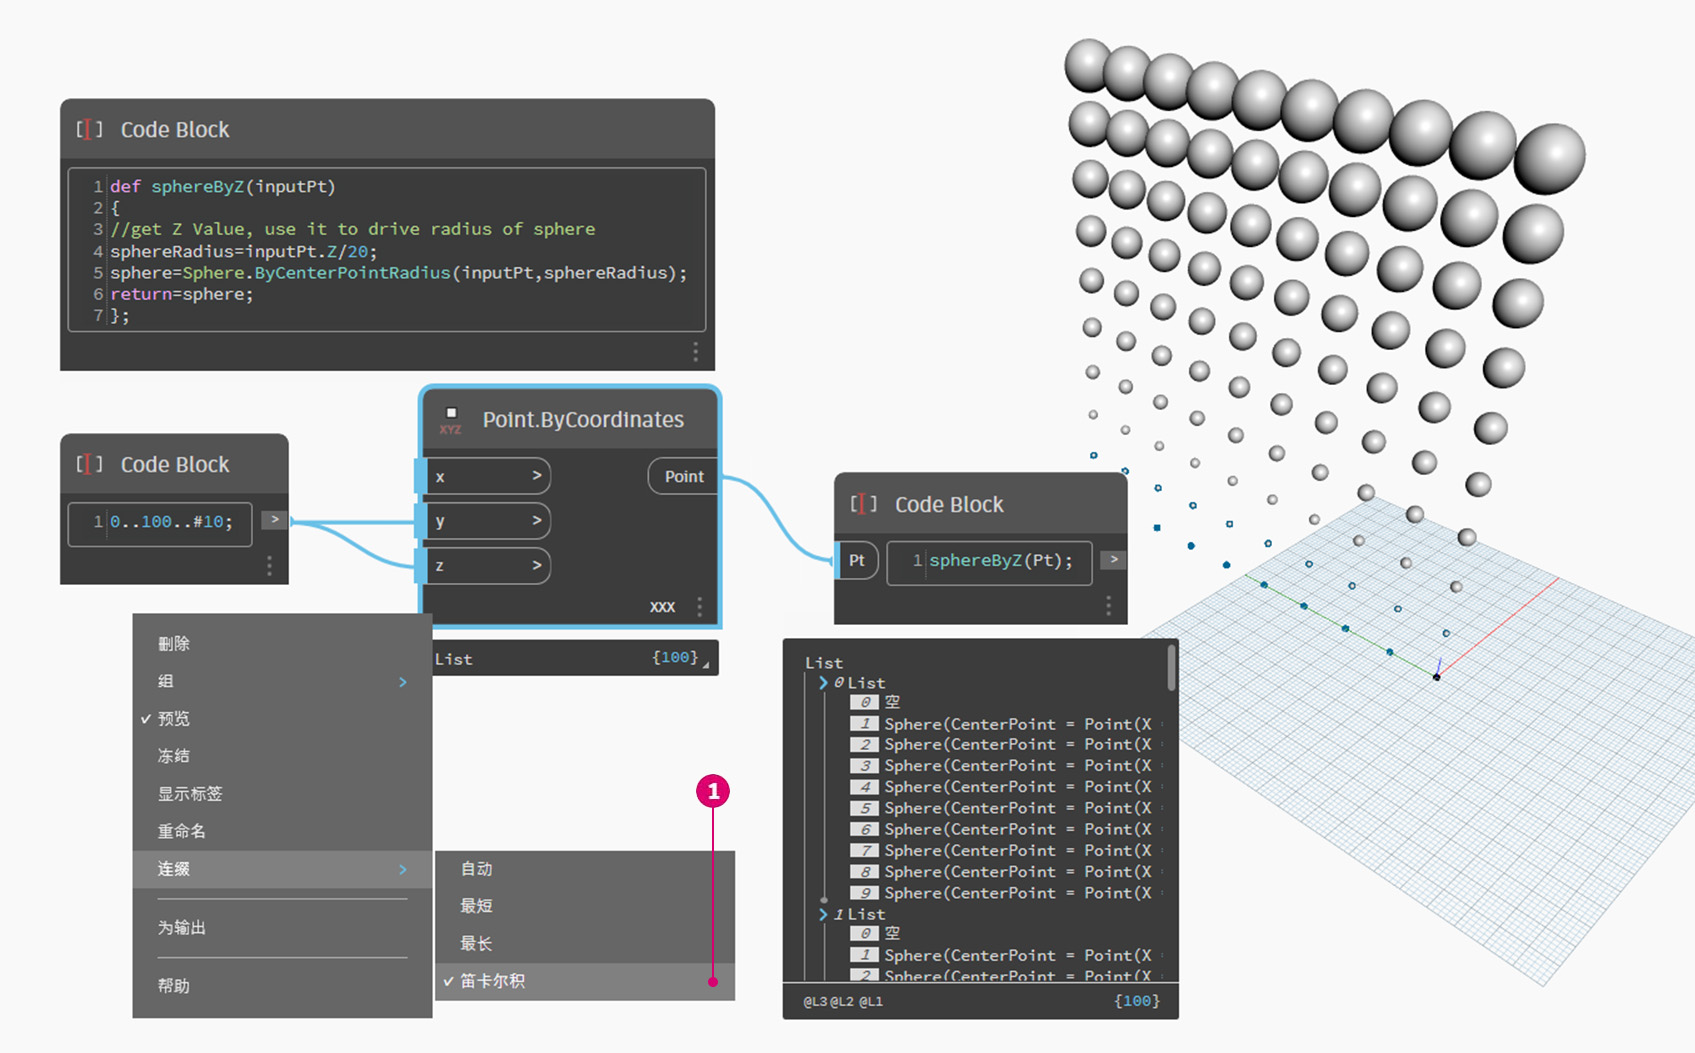 Code Block
1 def sphereByZ(inputPt)
2 {
3 //get Z Value, use it to drive radius of sphere
4 sphereRadius=inputPt.Z/20;
5 sphere=Sphere.ByCenterPointRadius(inputPt,sphereRadius);
6 return=sphere;
7 };
Code Block
1 0..100..#10; >
XYZ Point.ByCoordinates
x > Point
y >
z >
XXX
List {100}
Code Block
Pt 1 sphereByZ(Pt); >
删除
组 >
✓ 预览
冻结
显示标签
重命名
连缀 >
为输出
帮助
自动
最短
最长
✓ 笛卡尔积
1
List
0 List
0 空
1 Sphere(CenterPoint = Point(X
2 Sphere(CenterPoint = Point(X
3 Sphere(CenterPoint = Point(X
4 Sphere(CenterPoint = Point(X
5 Sphere(CenterPoint = Point(X
6 Sphere(CenterPoint = Point(X
7 Sphere(CenterPoint = Point(X
8 Sphere(CenterPoint = Point(X
9 Sphere(CenterPoint = Point(X
1 List
0 空
1 Sphere(CenterPoint = Point(X
2 Sphere(CenterPoint = Point(X
@L3 @L2 @L1 {100}